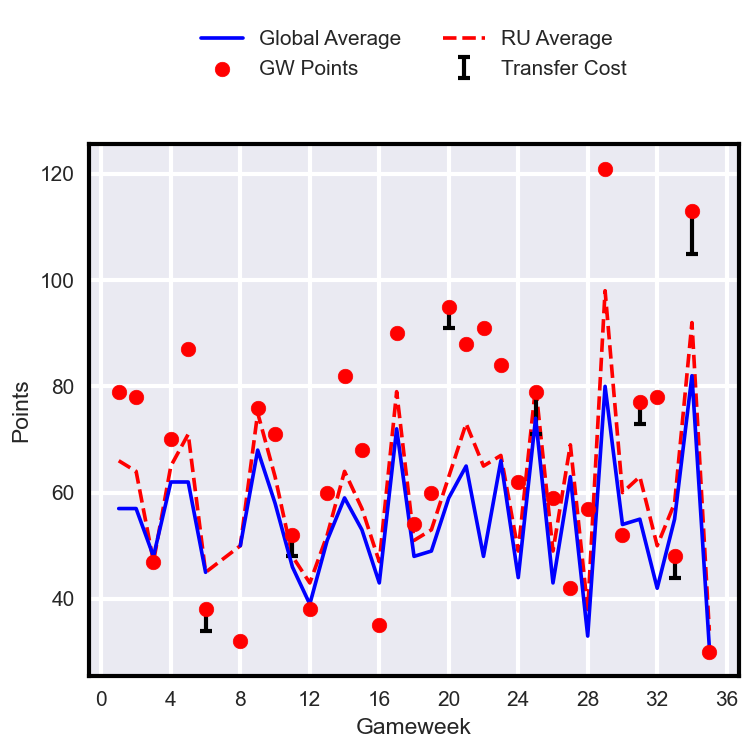 Global Average
GW Points
RU Average
Transfer Cost
120
100
80
60
40
Points
0 4 8 12 16 20 24 28 32 36
Gameweek